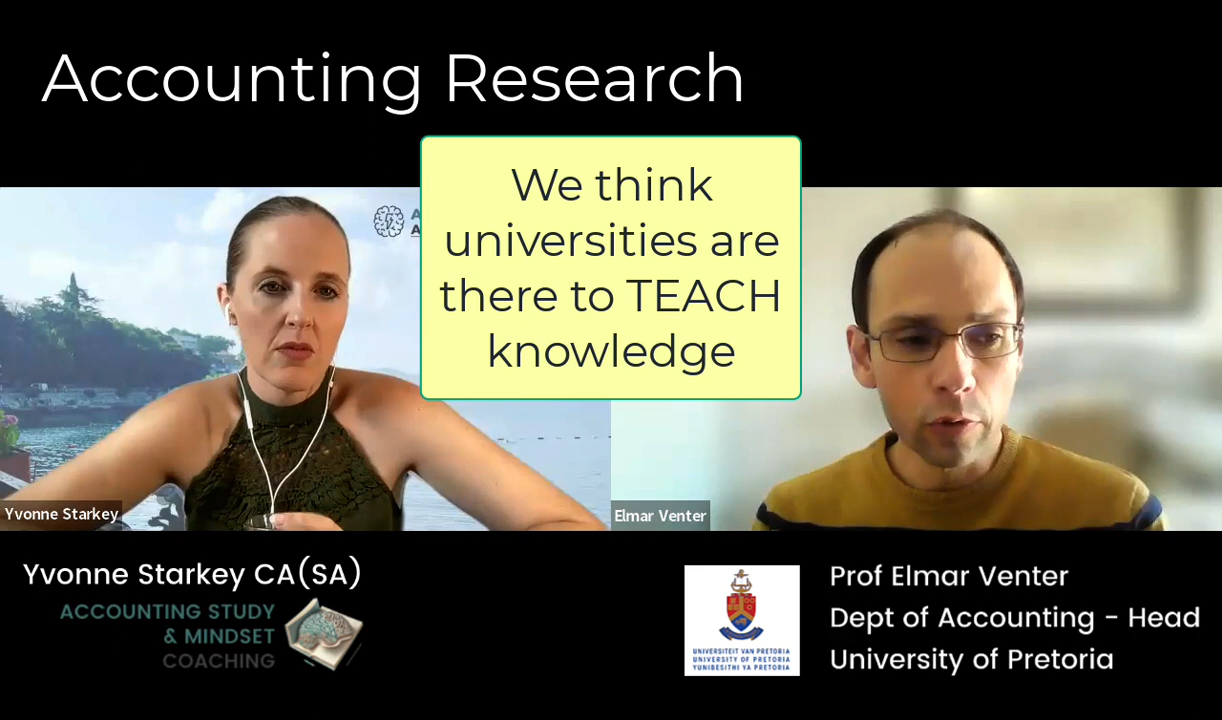 Accounting Research
We think
universities are
there to TEACH
knowledge
Yvonne Starkey
Elmar Venter
Yvonne Starkey CA(SA)
ACCOUNTING STUDY
& MINDSET
COACHING
UNIVERSITEIT VAN PRETORIA
UNIVERSITY OF PRETORIA
YUNIBESITHI YA PRETORIA
Prof Elmar Venter
Dept of Accounting - Head
University of Pretoria